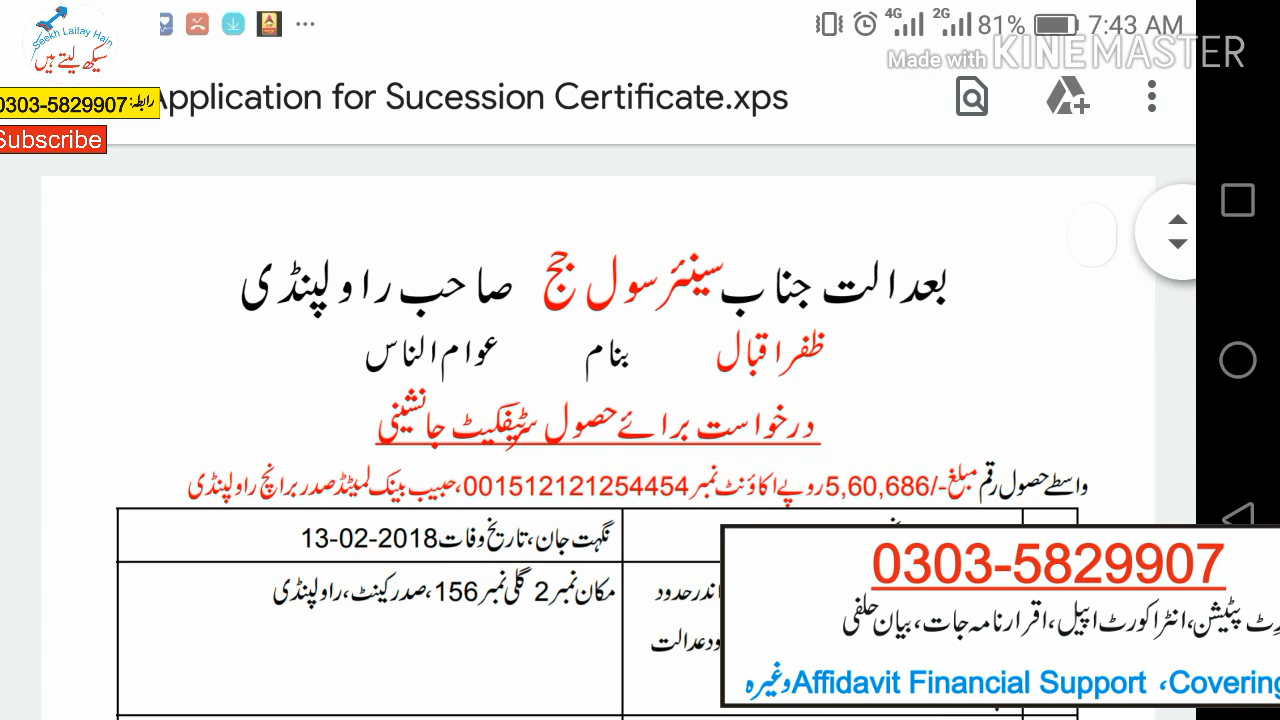 Seekh Laitay Hain
سیکھ لیتے ہیں
4G 2G 81% 7:43 AM
Made with KINEMASTER
رابطہ: 0303-5829907
Subscribe
Application for Sucession Certificate.xps
بعدالت جناب سینئر سول جج صاحب راولپنڈی
ظفر اقبال بنام عوام الناس
درخواست برائے حصول سرٹیفکیٹ جانشینی
واسطے حصول رقم مبلغ -/5,60,686 روپے اکاؤنٹ نمبر 001512121254454، حبیب بینک لمیٹڈ صدر برانچ راولپنڈی
نگہت جان، تاریخ وفات 13-02-2018
اندر حدود
مکان نمبر 2 گلی نمبر 156، صدر کینٹ، راولپنڈی
عدالت
0303-5829907
پٹیشن، انٹرا کورٹ اپیل، اقرار نامہ جات، بیان حلفی
Affidavit Financial Support ، Covering وغیرہ